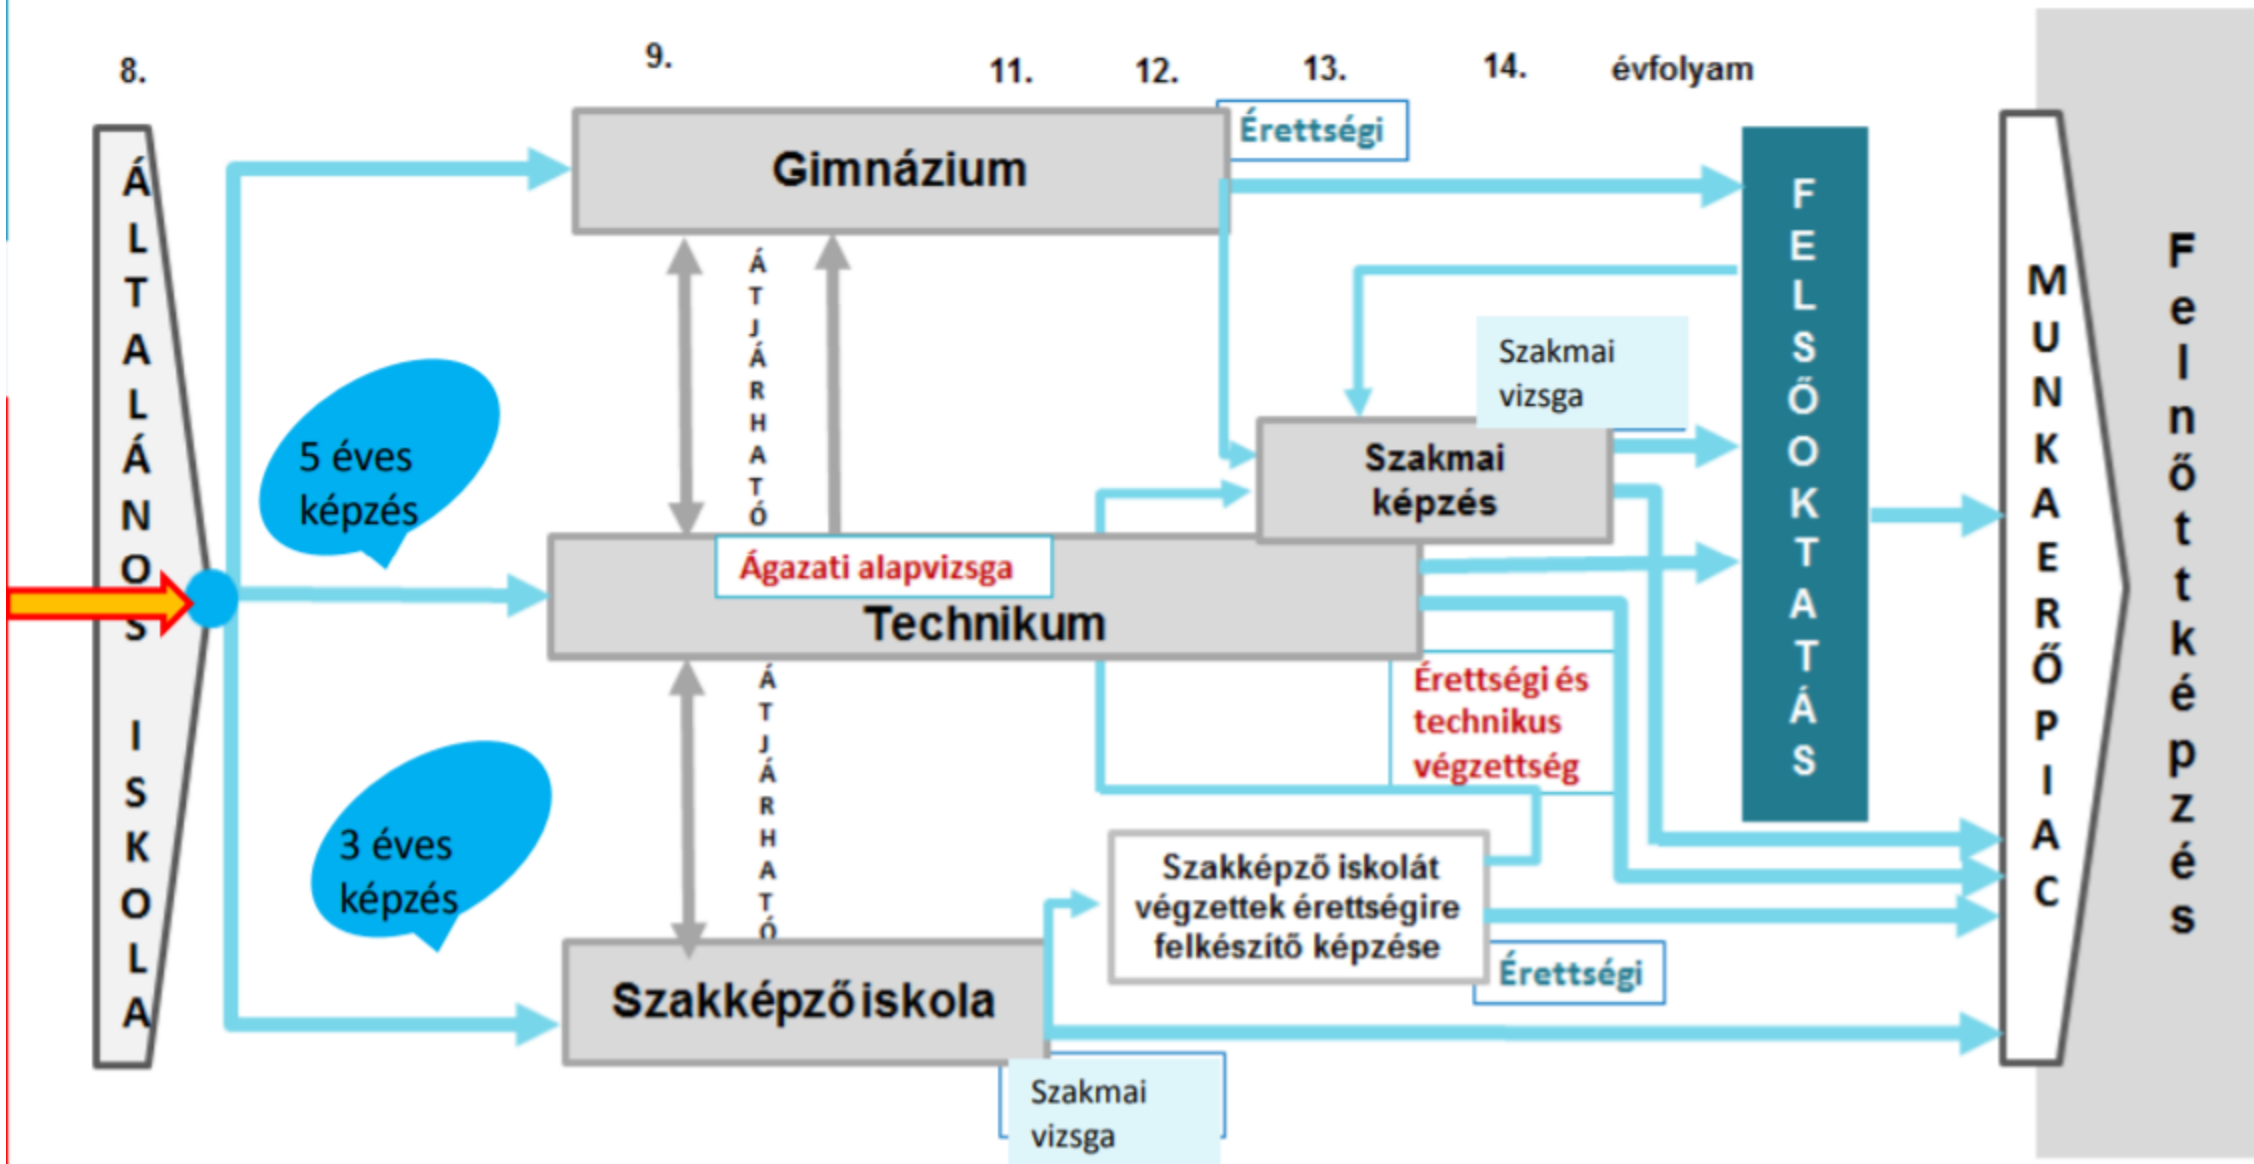 8.
9.
11.
12.
13.
14.
évfolyam
ÁLTALÁNOS ISKOLA
Gimnázium
Érettségi
ÁTJÁRHATÓ
5 éves
képzés
Szakmai
vizsga
Szakmai
képzés
Ágazati alapvizsga
Technikum
Érettségi és
technikus
végzettség
ÁTJÁRHATÓ
3 éves
képzés
Szakképző iskolát
végzettek érettségire
felkészítő képzése
Érettségi
Szakképző iskola
Szakmai
vizsga
FELSŐOKTATÁS
MUNKAERŐPIAC
Felnőttképzés